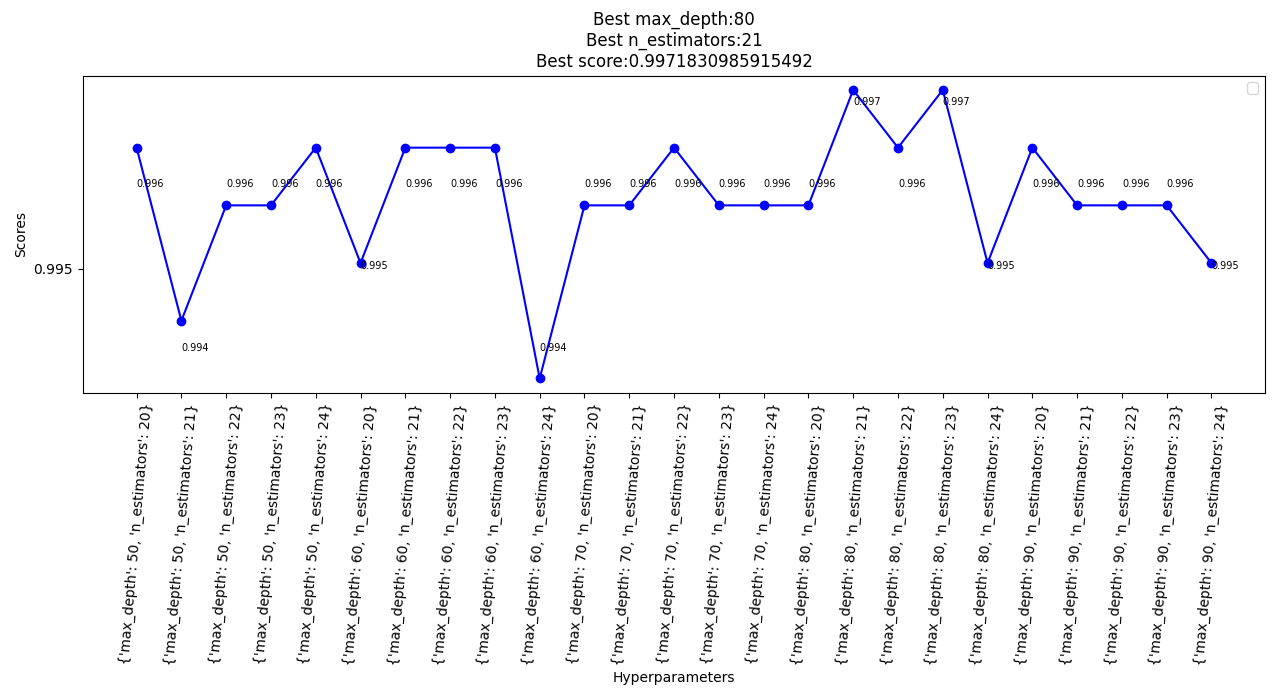 Best max_depth:80
Best n_estimators:21
Best score:0.9971830985915492
Scores
0.995
0.996
0.994
0.996
0.996
0.996
0.995
0.996
0.996
0.996
0.994
0.996
0.996
0.996
0.996
0.996
0.996
0.997
0.996
0.997
0.995
0.996
0.996
0.996
0.996
0.995
{'max_depth': 50, 'n_estimators': 20}
{'max_depth': 50, 'n_estimators': 21}
{'max_depth': 50, 'n_estimators': 22}
{'max_depth': 50, 'n_estimators': 23}
{'max_depth': 50, 'n_estimators': 24}
{'max_depth': 60, 'n_estimators': 20}
{'max_depth': 60, 'n_estimators': 21}
{'max_depth': 60, 'n_estimators': 22}
{'max_depth': 60, 'n_estimators': 23}
{'max_depth': 60, 'n_estimators': 24}
{'max_depth': 70, 'n_estimators': 20}
{'max_depth': 70, 'n_estimators': 21}
{'max_depth': 70, 'n_estimators': 22}
{'max_depth': 70, 'n_estimators': 23}
{'max_depth': 70, 'n_estimators': 24}
{'max_depth': 80, 'n_estimators': 20}
{'max_depth': 80, 'n_estimators': 21}
{'max_depth': 80, 'n_estimators': 22}
{'max_depth': 80, 'n_estimators': 23}
{'max_depth': 80, 'n_estimators': 24}
{'max_depth': 90, 'n_estimators': 20}
{'max_depth': 90, 'n_estimators': 21}
{'max_depth': 90, 'n_estimators': 22}
{'max_depth': 90, 'n_estimators': 23}
{'max_depth': 90, 'n_estimators': 24}
Hyperparameters